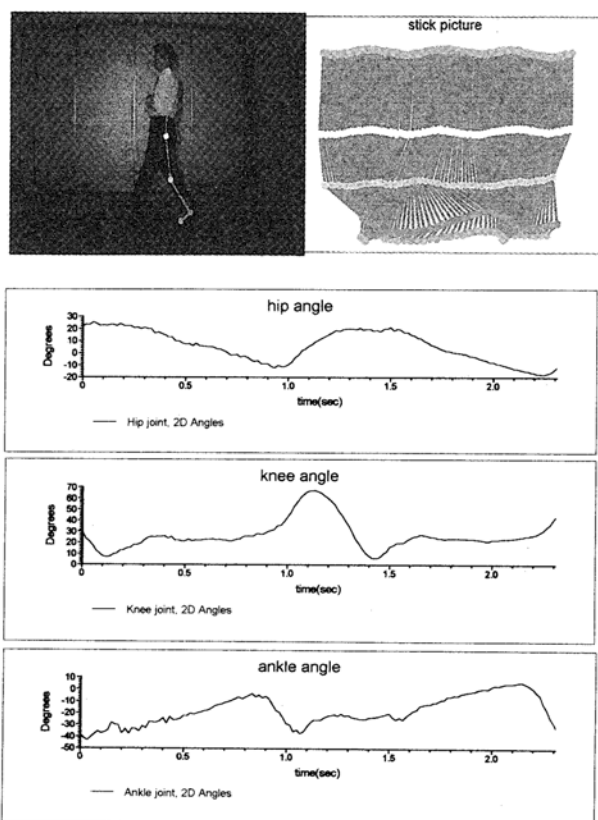 stick picture
hip angle
30
20
10
0
-10
-20
Degrees
0.5
1.0
1.5
2.0
time(sec)
Hip joint, 2D Angles
knee angle
70
60
50
40
30
20
10
0
Degrees
0.5
1.0
1.5
2.0
time(sec)
Knee joint, 2D Angles
ankle angle
10
0
-10
-20
-30
-40
-50
Degrees
0
0.5
1.0
1.5
2.0
time(sec)
Ankle joint, 2D Angles